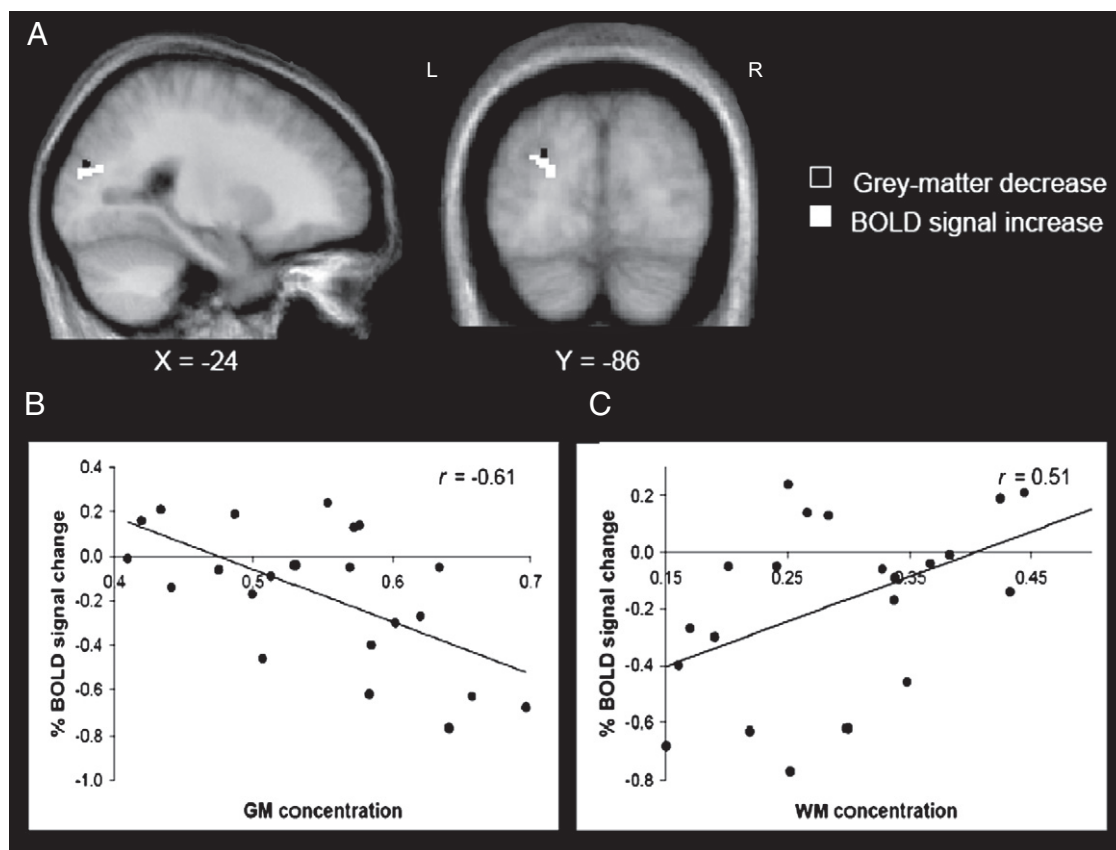 A
L R
Grey-matter decrease
BOLD signal increase
X = -24 Y = -86
B
C
r = -0.61
0.4
0.2
0.0
-0.2
-0.4
-0.6
-0.8
-1.0
0.4 0.5 0.6 0.7
% BOLD signal change
GM concentration
r = 0.51
0.2
0.0
-0.2
-0.4
-0.6
-0.8
0.15 0.25 0.35 0.45
% BOLD signal change
WM concentration